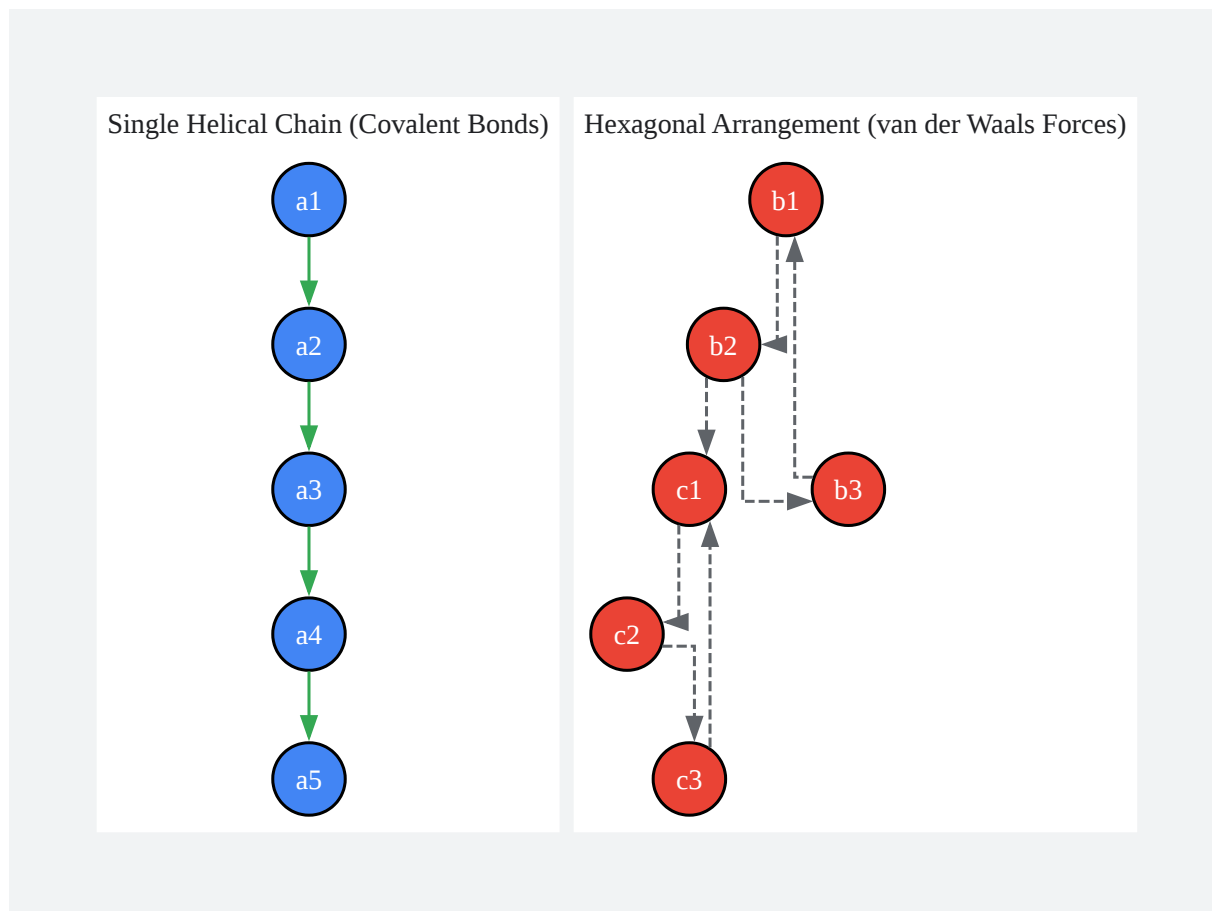 Single Helical Chain (Covalent Bonds)
a1
a2
a3
a4
a5
Hexagonal Arrangement (van der Waals Forces)
b1
b2
c1
b3
c2
c3